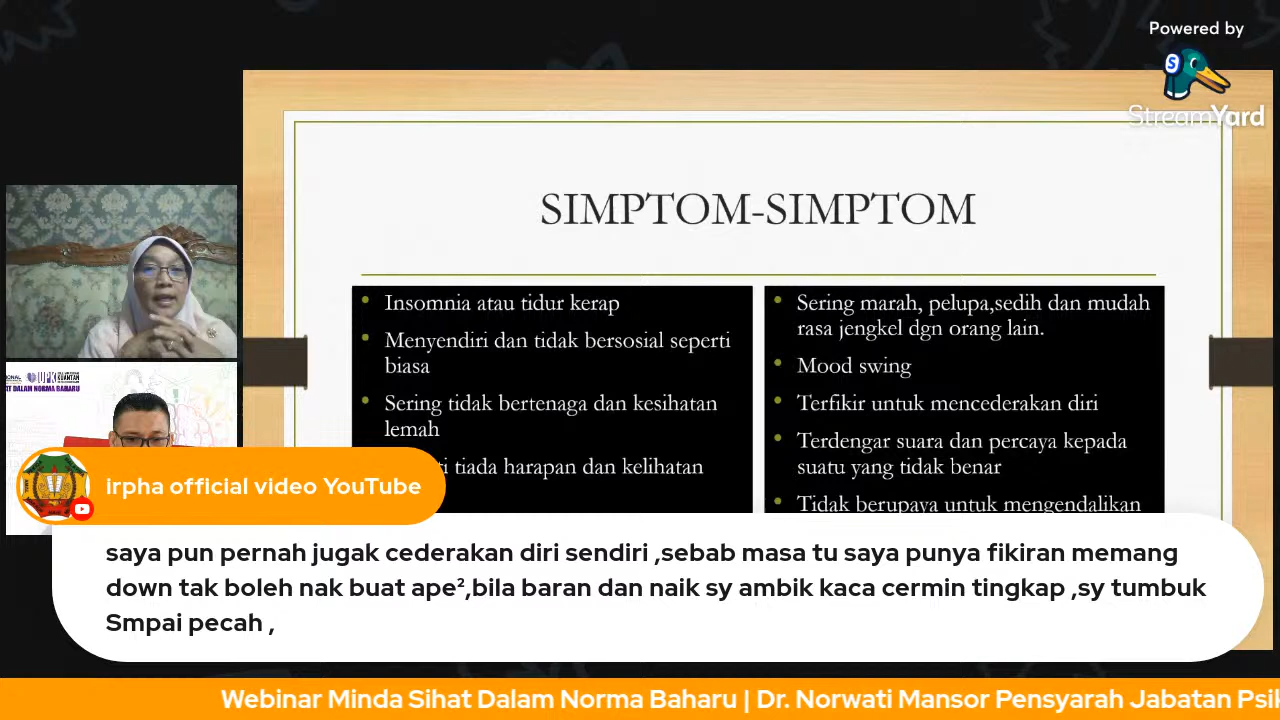 Powered by
StreamYard
SIMPTOM-SIMPTOM
Insomnia atau tidur kerap
Menyendiri dan tidak bersosial seperti
biasa
Sering tidak bertenaga dan kesihatan
lemah
tiada harapan dan kelihatan
Sering marah, pelupa,sedih dan mudah
rasa jengkel dgn orang lain.
Mood swing
Terfikir untuk mencederakan diri
Terdengar suara dan percaya kepada
suatu yang tidak benar
Tidak berupaya untuk mengendalikan
UPK
KUANTAN
DALAM NORMA BAHARU
irpha official video YouTube
saya pun pernah jugak cederakan diri sendiri ,sebab masa tu saya punya fikiran memang
down tak boleh nak buat ape²,bila baran dan naik sy ambik kaca cermin tingkap ,sy tumbuk
Smpai pecah ,
Webinar Minda Sihat Dalam Norma Baharu | Dr. Norwati Mansor Pensyarah Jabatan Psik